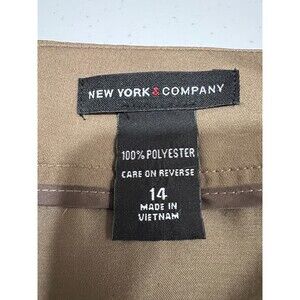 NEW YORK & COMPANY
100% POLYESTER
CARE ON REVERSE
14
MADE IN
VIETNAM